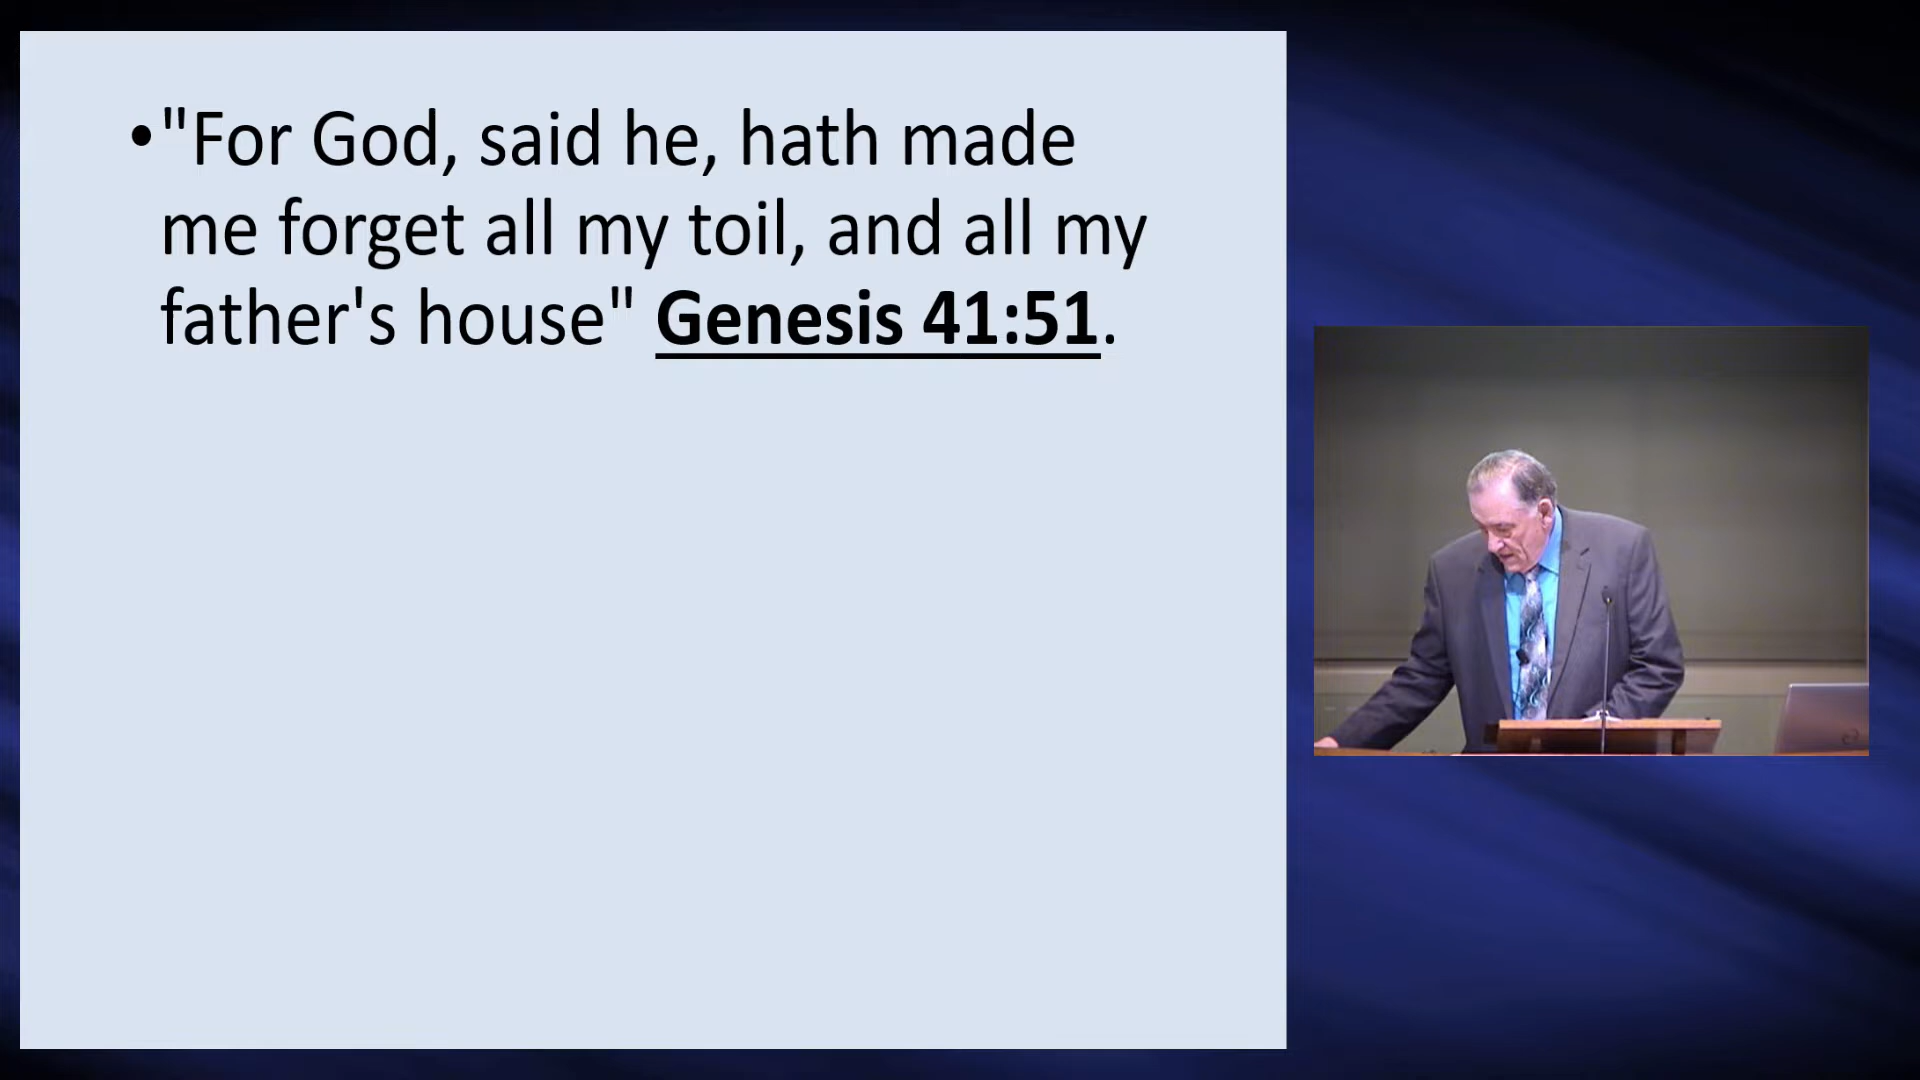 •"For God, said he, hath made
me forget all my toil, and all my
father's house" Genesis 41:51.